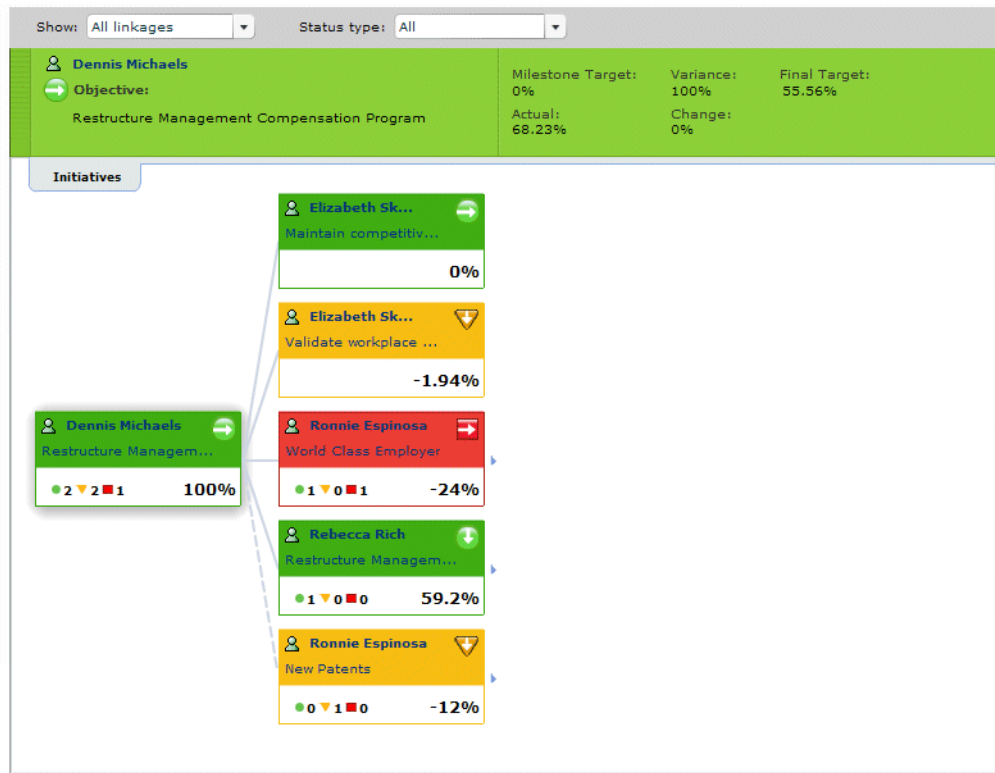 Show: All linkages Status type: All
Dennis Michaels
Objective:
Restructure Management Compensation Program
Milestone Target: Variance: Final Target:
0% 100% 55.56%
Actual: Change:
68.23% 0%
Initiatives
Elizabeth Sk...
Maintain competitiv...
0%
Elizabeth Sk...
Validate workplace ...
-1.94%
Dennis Michaels
Restructure Managem...
2 2 1 100%
Ronnie Espinosa
World Class Employer
1 0 1 -24%
Rebecca Rich
Restructure Managem...
1 0 0 59.2%
Ronnie Espinosa
New Patents
0 1 0 -12%